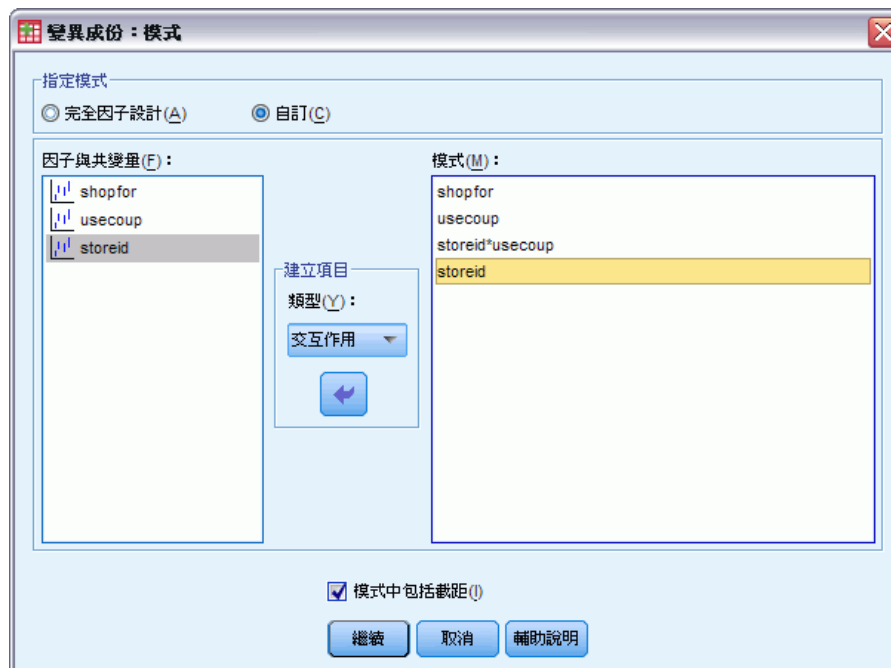 變異成份：模式
指定模式
完全因子設計(A)
自訂(C)
因子與共變量(F)：
shopfor
usecoup
storeid
建立項目
類型(Y)：
交互作用
模式(M)：
shopfor
usecoup
storeid*usecoup
storeid
模式中包括截距(I)
繼續
取消
輔助說明